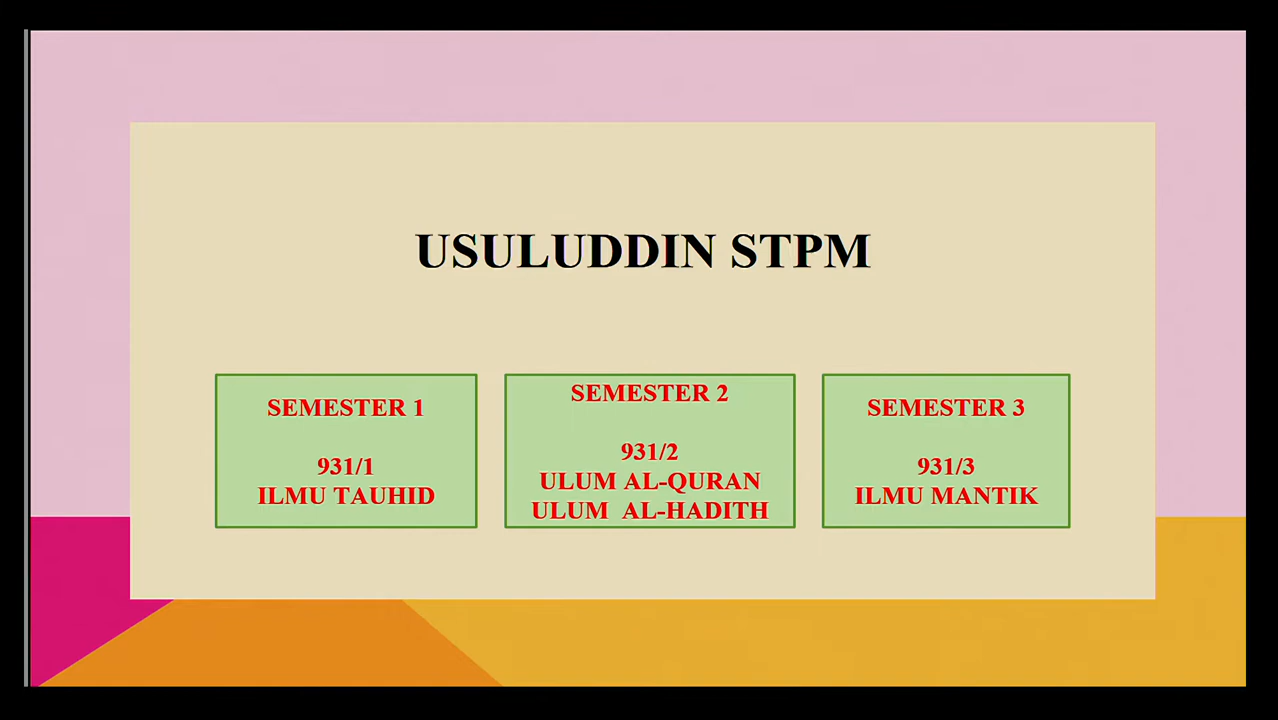 USULUDDIN STPM
SEMESTER 1
931/1
ILMU TAUHID
SEMESTER 2
931/2
ULUM AL-QURAN
ULUM AL-HADITH
SEMESTER 3
931/3
ILMU MANTIK